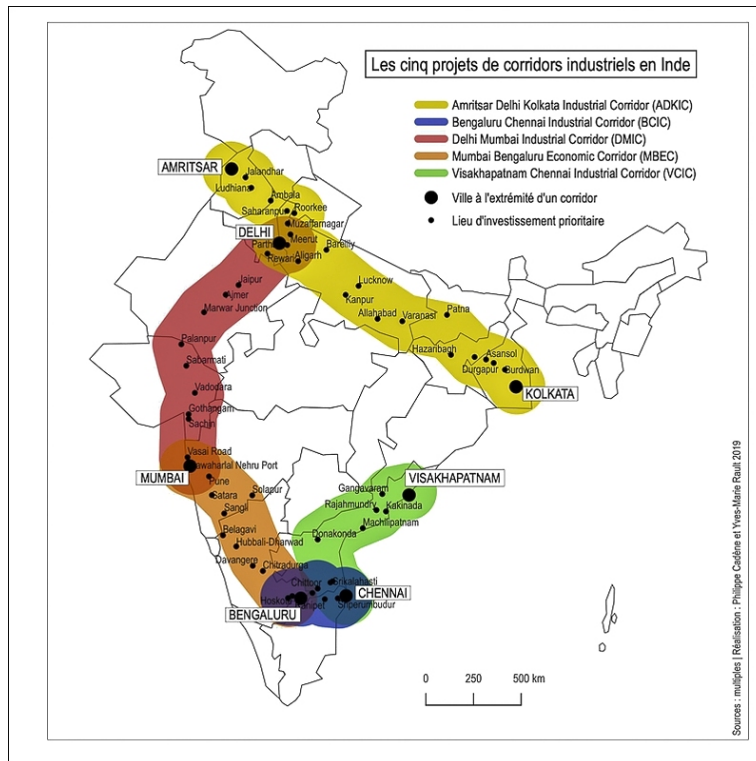 Les cinq projets de corridors industriels en Inde
Amritsar Delhi Kolkata Industrial Corridor (ADKIC)
Bengaluru Chennai Industrial Corridor (BCIC)
Delhi Mumbai Industrial Corridor (DMIC)
Mumbai Bengaluru Economic Corridor (MBEC)
Visakhapatnam Chennai Industrial Corridor (VCIC)
Ville à l'extrémité d'un corridor
Lieu d'investissement prioritaire
AMRITSAR
Jalandhar
Ludhiana
Ambala
Saharanpur
Roorkee
Muzaffarnagar
DELHI
Meerut
Parth
Bareilly
Rewari
Aligarh
Jaipur
Ajmer
Marwar Junction
Lucknow
Kanpur
Allahabad
Varanasi
Patna
Palanpur
Sabarmati
Hazaribagh
Asansol
Durgapur
Burdwan
KOLKATA
Vadodara
Gothangam
Sachin
Vasai Road
MUMBAI
Jawaharlal Nehru Port
Pune
Satara
Solapur
Sangli
VISAKHAPATNAM
Gangavaram
Rajahmundry
Kakinada
Machilipatnam
Belagavi
Hubbali-Dharwad
Donakonda
Davangere
Chitradurga
Chittoor
Srikalahasti
CHENNAI
Hoskote
Ranipet
Sriperumbudur
BENGALURU
0 250 500 km
Sources : multiples | Réalisation : Philippe Cadène et Yves-Marie Rault 2019